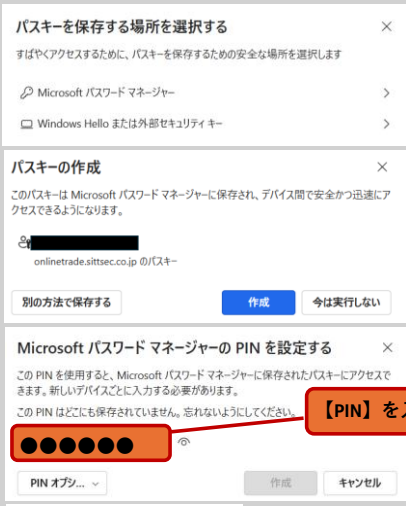 パスキーを保存する場所を選択する
すばやくアクセスするために、パスキーを保存するための安全な場所を選択します
Microsoft パスワード マネージャー
Windows Hello または外部セキュリティ キー
パスキーの作成
このパスキーは Microsoft パスワード マネージャーに保存され、デバイス間で安全かつ迅速にア
クセスできるようになります。
onlinetrade.sittsec.co.jp のパスキー
別の方法で保存する 作成 今は実行しない
Microsoft パスワード マネージャーの PIN を設定する
この PIN を使用すると、Microsoft パスワード マネージャーに保存されたパスキーにアクセスで
きます。新しいデバイスごとに入力する必要があります。
この PIN はどこにも保存されていません。忘れないようにしてください。
【PIN】を
PIN オプシ... 作成 キャンセル